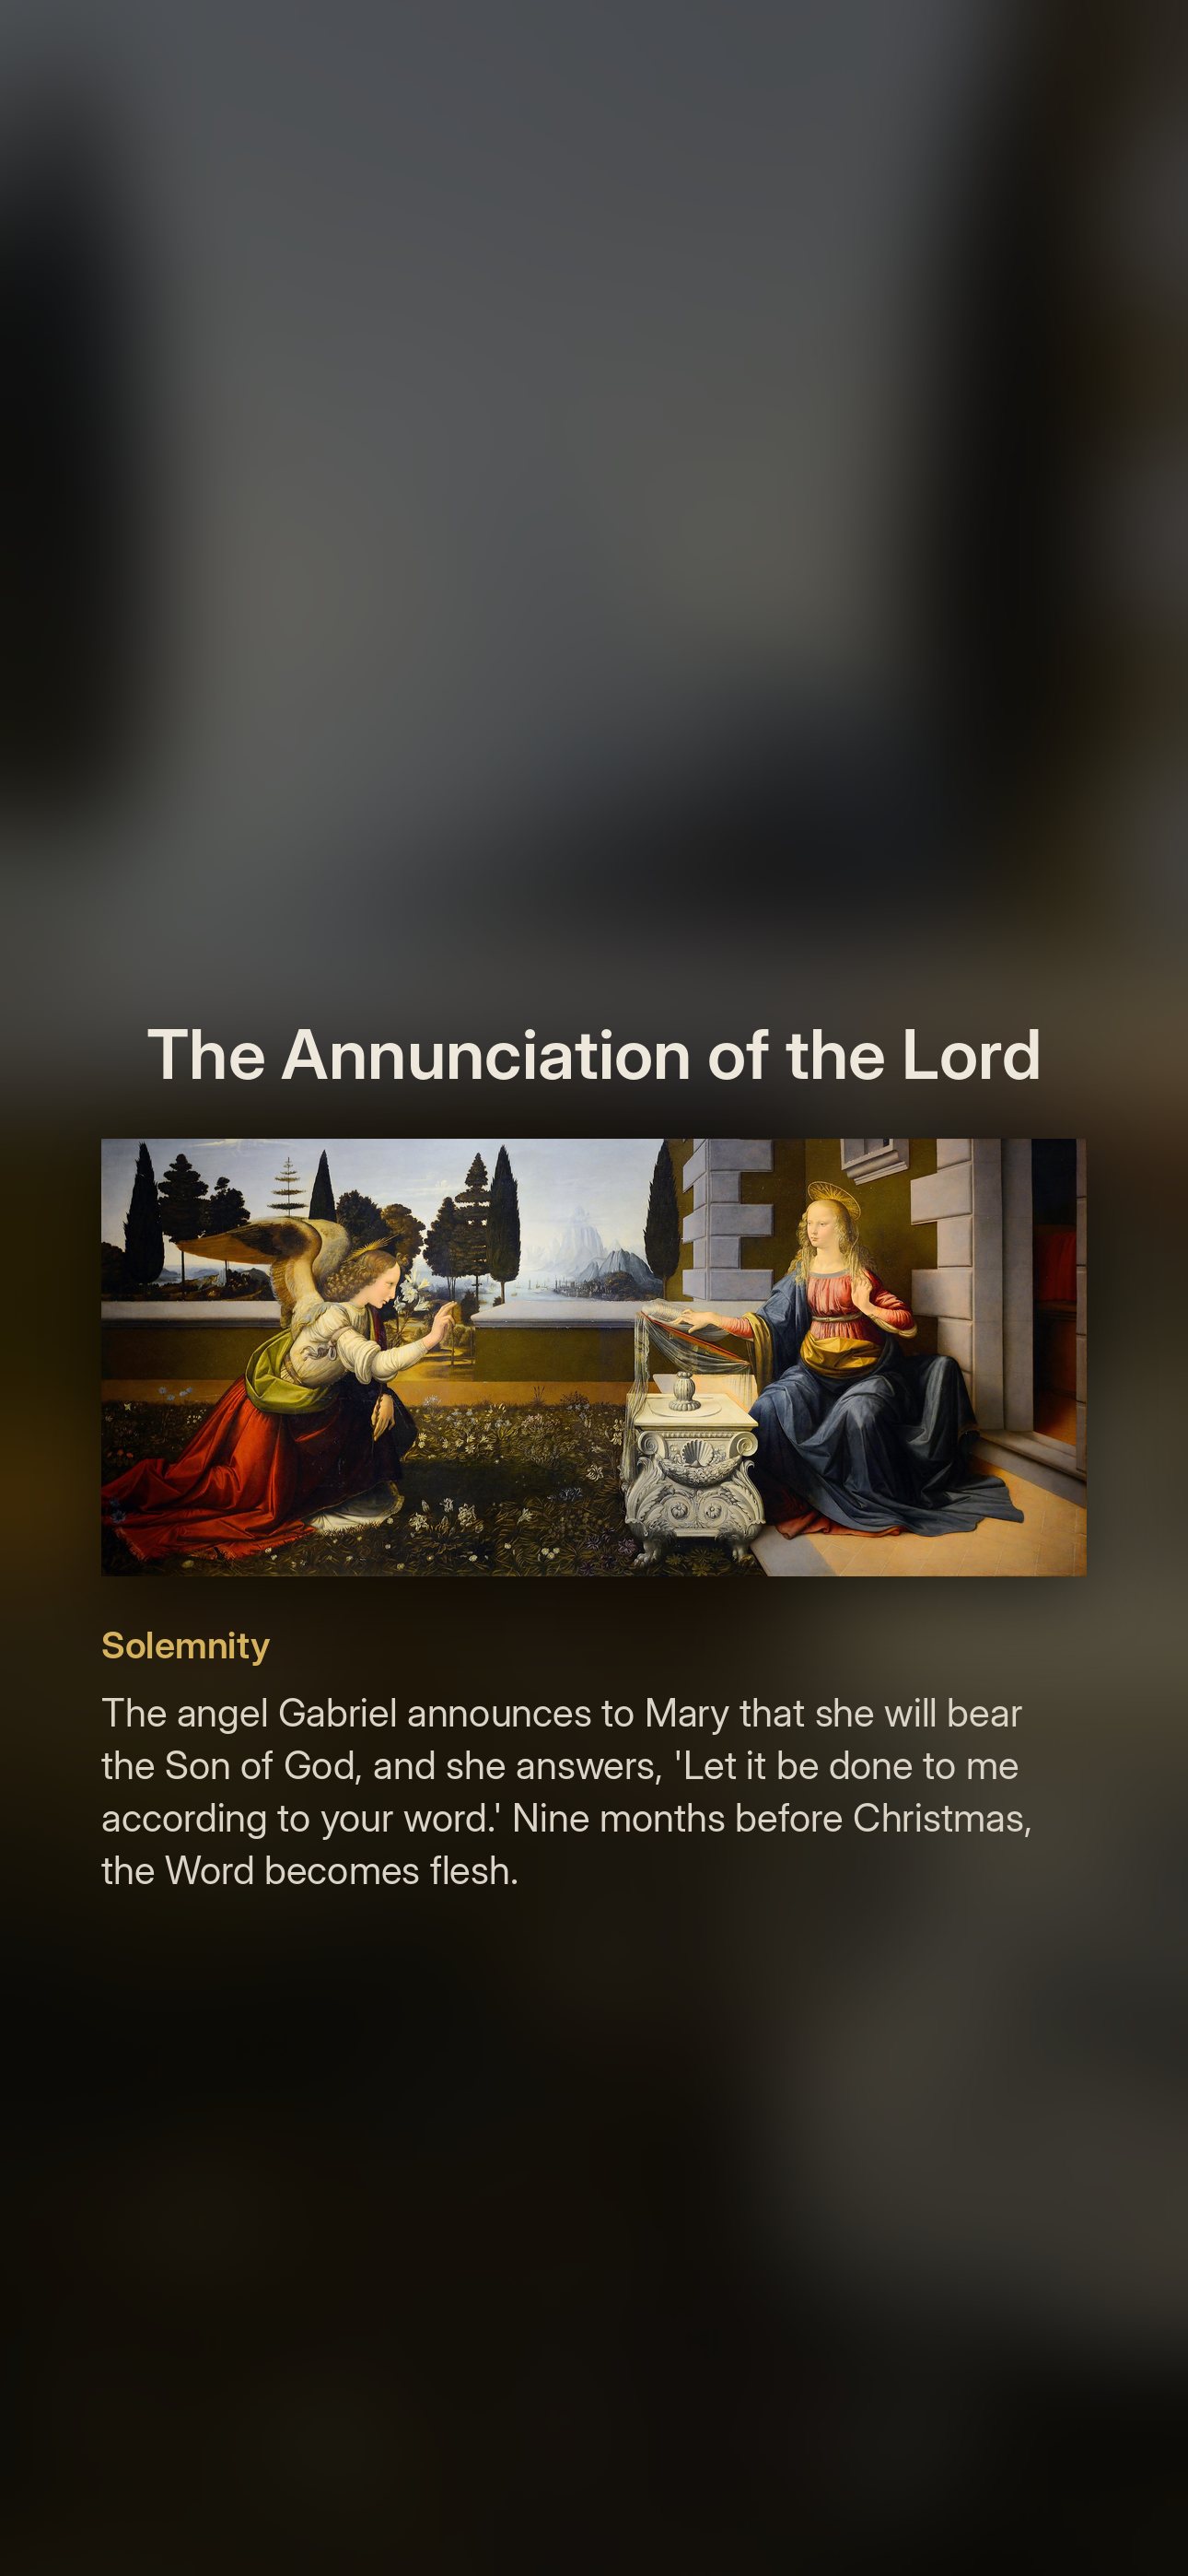 The Annunciation of the Lord
Solemnity
The angel Gabriel announces to Mary that she will bear
the Son of God, and she answers, 'Let it be done to me
according to your word.' Nine months before Christmas,
the Word becomes flesh.